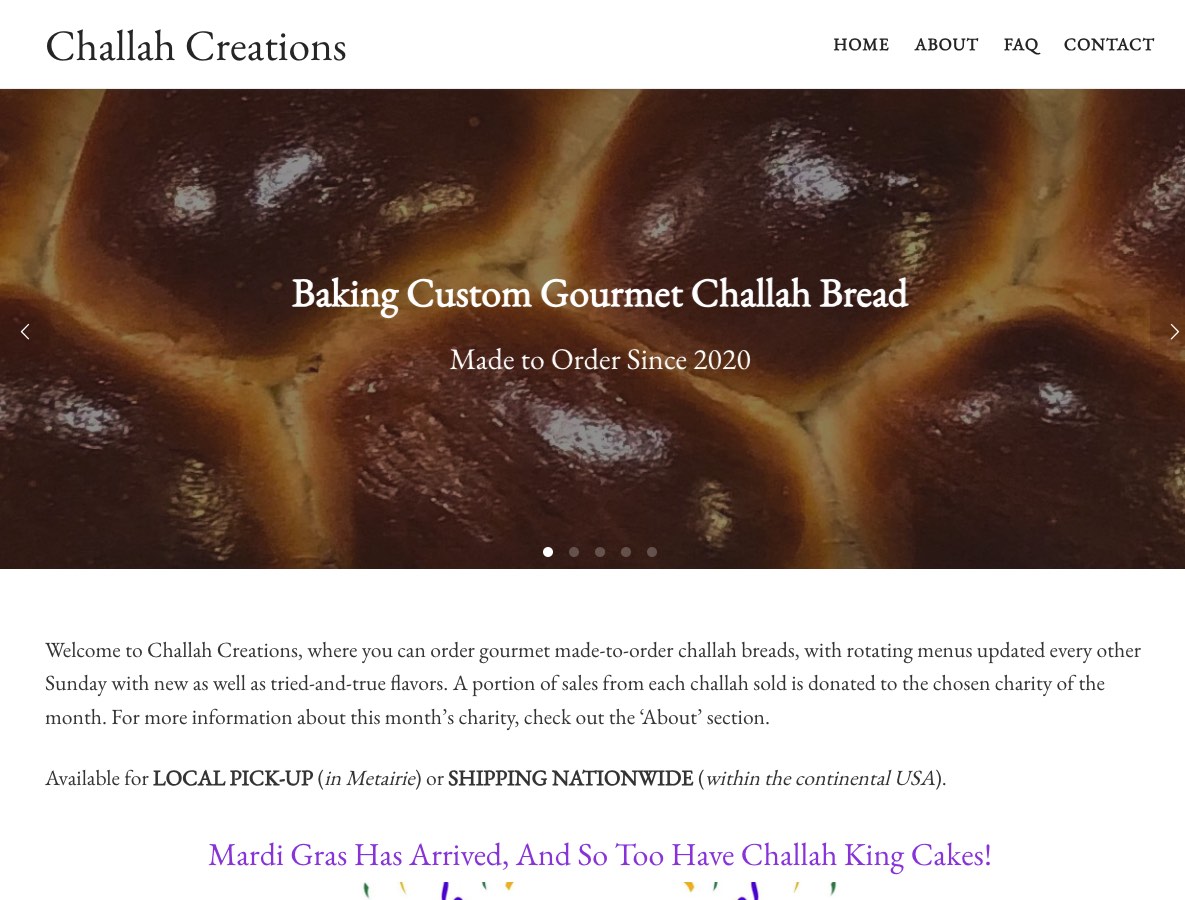 Challah Creations
HOME ABOUT FAQ CONTACT
Baking Custom Gourmet Challah Bread
Made to Order Since 2020
Welcome to Challah Creations, where you can order gourmet made-to-order challah breads, with rotating menus updated every other
Sunday with new as well as tried-and-true flavors. A portion of sales from each challah sold is donated to the chosen charity of the
month. For more information about this month’s charity, check out the ‘About’ section.
Available for LOCAL PICK-UP (in Metairie) or SHIPPING NATIONWIDE (within the continental USA).
Mardi Gras Has Arrived, And So Too Have Challah King Cakes!